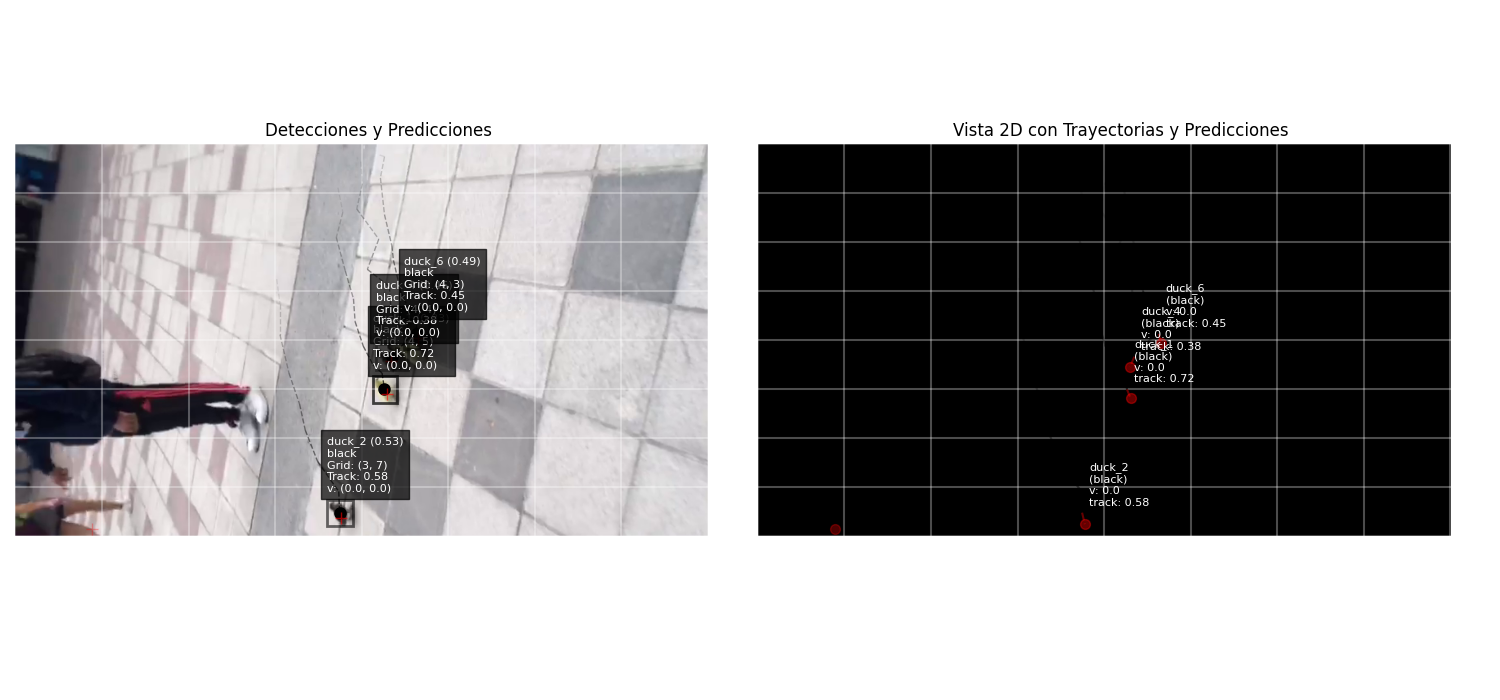 Detecciones y Predicciones
duck_6 (0.49)
black
Grid: (4, 3)
Track: 0.45
v: (0.0, 0.0)
duck
black
Grid
Track: 0.38
v: (0.0, 0.0)
Grid: (4, 5)
Track: 0.72
v: (0.0, 0.0)
duck_2 (0.53)
black
Grid: (3, 7)
Track: 0.58
v: (0.0, 0.0)
Vista 2D con Trayectorias y Predicciones
duck_6
(black)
v: 0.0
track: 0.45
duck_4
(black)
v: 0.0
track: 0.38
(black)
v: 0.0
track: 0.72
duck_2
(black)
v: 0.0
track: 0.58